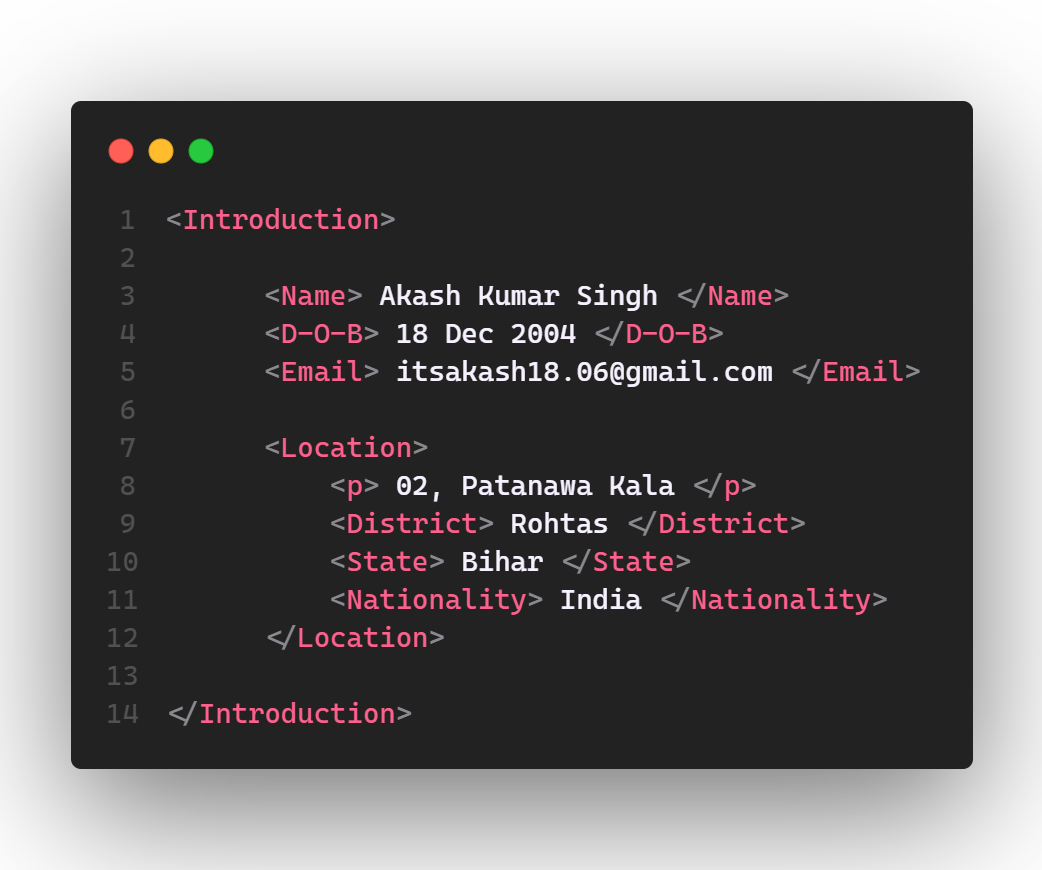 1 <Introduction>
2
3 <Name> Akash Kumar Singh </Name>
4 <D-O-B> 18 Dec 2004 </D-O-B>
5 <Email> itsakash18.06@gmail.com </Email>
6
7 <Location>
8 <p> 02, Patanawa Kala </p>
9 <District> Rohtas </District>
10 <State> Bihar </State>
11 <Nationality> India </Nationality>
12 </Location>
13
14 </Introduction>